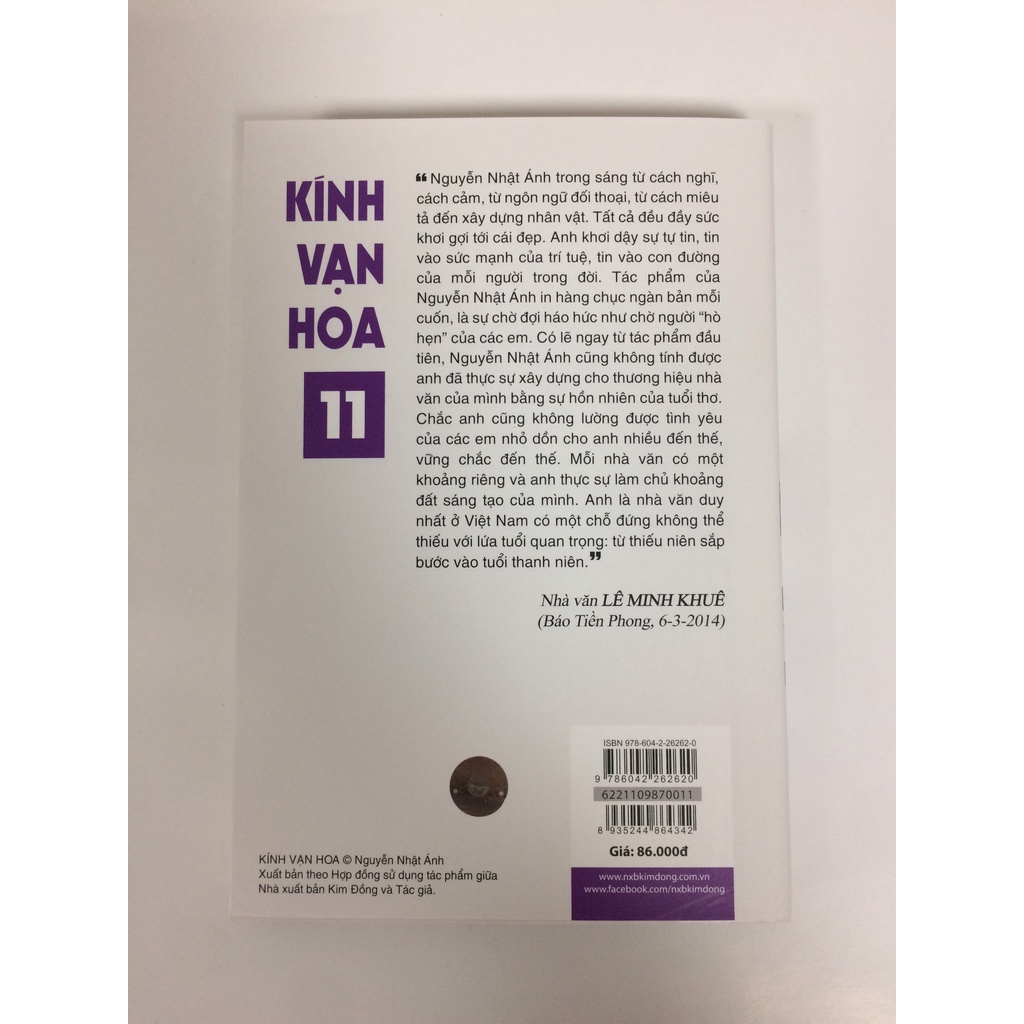 KÍNH
VẠN
HOA
11
“Nguyễn Nhật Ánh trong sáng từ cách nghĩ,
cách cảm, từ ngôn ngữ đối thoại, từ cách miêu
tả đến xây dựng nhân vật. Tất cả đều đầy sức
khơi gợi tới cái đẹp. Anh khơi dậy sự tự tin, tin
vào sức mạnh của trí tuệ, tin vào con đường
của mỗi người trong đời. Tác phẩm của
Nguyễn Nhật Ánh in hàng chục ngàn bản mỗi
cuốn, là sự chờ đợi háo hức như chờ người “hò
hẹn” của các em. Có lẽ ngay từ tác phẩm đầu
tiên, Nguyễn Nhật Ánh cũng không tính được
anh đã thực sự xây dựng cho thương hiệu nhà
văn của mình bằng sự hồn nhiên của tuổi thơ.
Chắc anh cũng không lường được tình yêu
của các em nhỏ dồn cho anh nhiều đến thế,
vững chắc đến thế. Mỗi nhà văn có một
khoảng riêng và anh thực sự làm chủ khoảng
đất sáng tạo của mình. Anh là nhà văn duy
nhất ở Việt Nam có một chỗ đứng không thể
thiếu với lứa tuổi quan trọng: từ thiếu niên sắp
bước vào tuổi thanh niên.”
Nhà văn LÊ MINH KHUÊ
(Báo Tiền Phong, 6-3-2014)
ISBN 978-604-2-26262-0
9 786042 262620
6221109870011
8 935244 864342
Giá: 86.000đ
www.nxbkimdong.com.vn
www.facebook.com/nxbkimdong
KÍNH VẠN HOA © Nguyễn Nhật Ánh
Xuất bản theo Hợp đồng sử dụng tác phẩm giữa
Nhà xuất bản Kim Đồng và Tác giả.